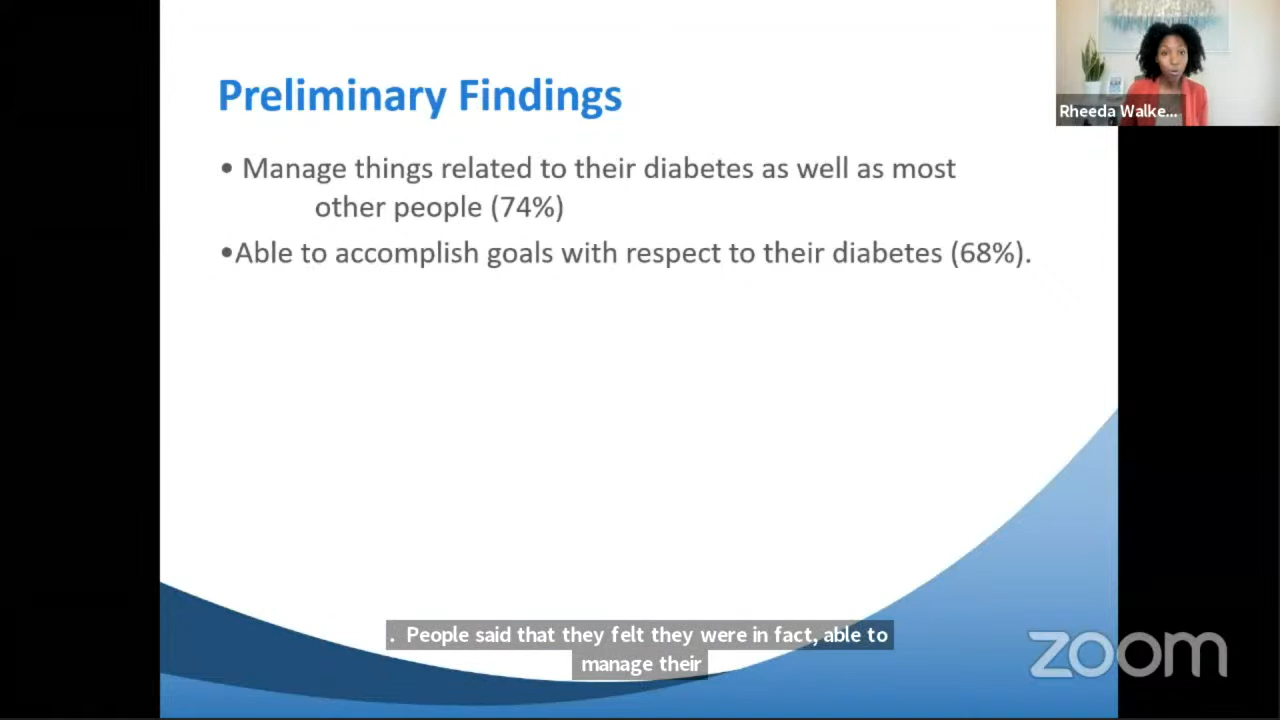 Preliminary Findings
• Manage things related to their diabetes as well as most
other people (74%)
•Able to accomplish goals with respect to their diabetes (68%).
Rheeda Walke...
. People said that they felt they were in fact, able to
manage their
zoom